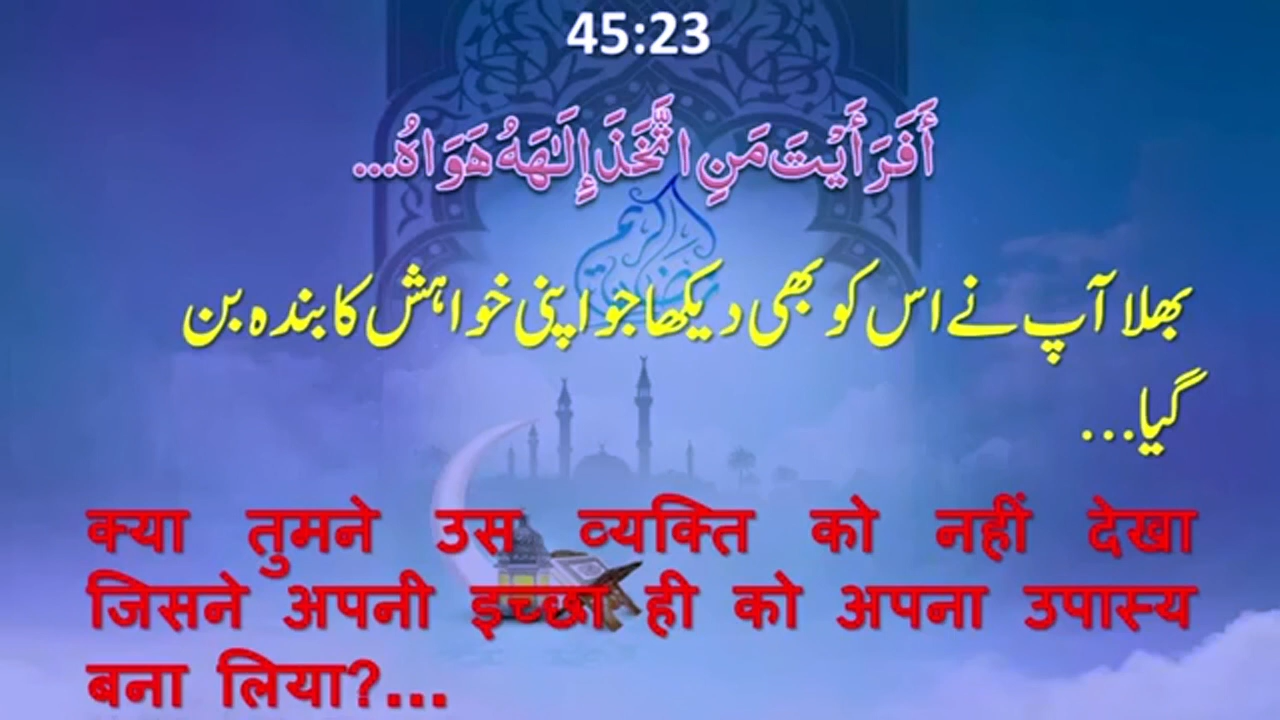 45:23
أَفَرَأَيْتَ مَنِ اتَّخَذَ إِلَٰهَهُ هَوَاهُ...
بھلا آپ نے اس کو بھی دیکھا جو اپنی خواہش کا بندہ بن
گیا...
क्या तुमने उस व्यक्ति को नहीं देखा
जिसने अपनी इच्छा ही को अपना उपास्य
बना लिया?...